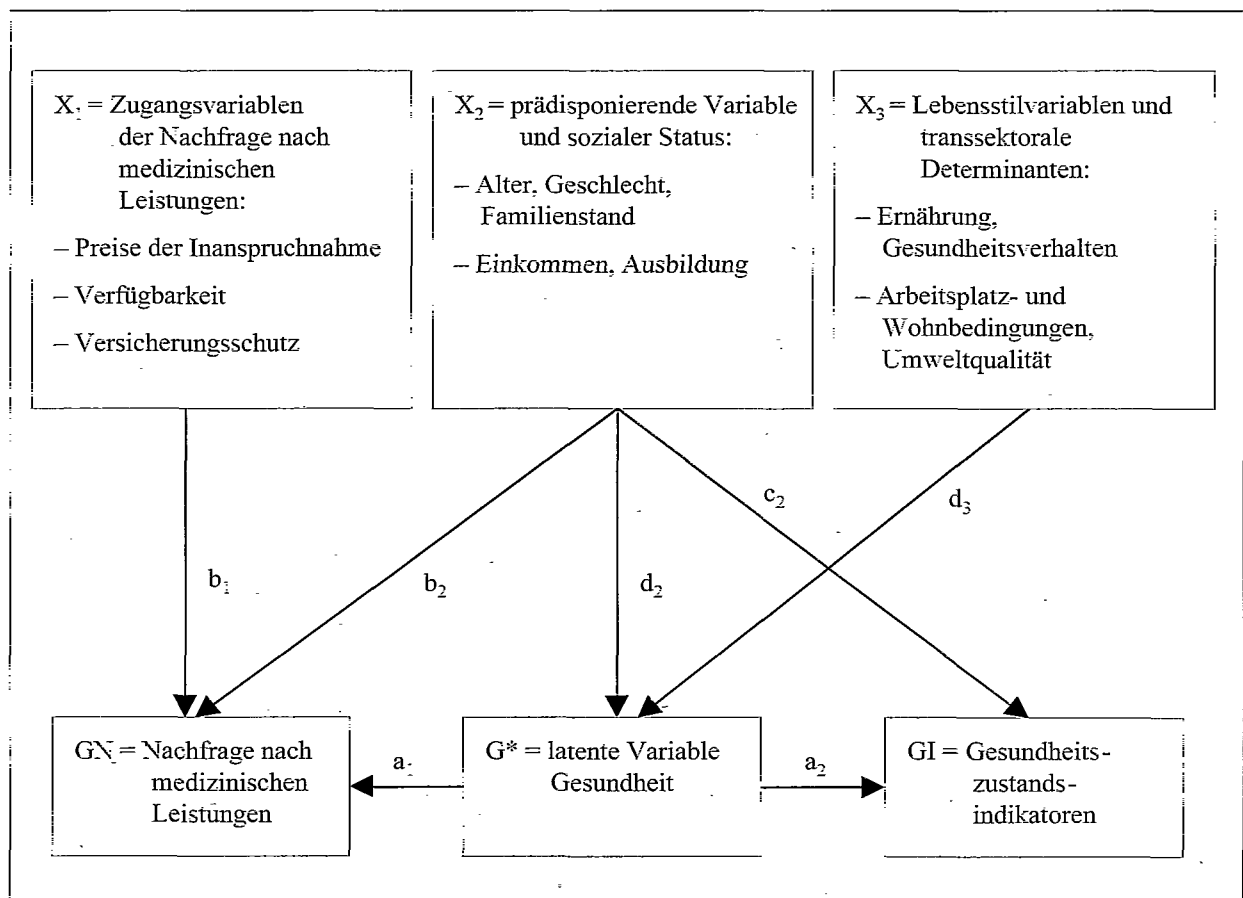 X₁ = Zugangsvariablen
der Nachfrage nach
medizinischen
Leistungen:
– Preise der Inanspruchnahme
– Verfügbarkeit
– Versicherungsschutz
X₂ = prädisponierende Variable
und sozialer Status:
– Alter, Geschlecht,
Familienstand
– Einkommen, Ausbildung
X₃ = Lebensstilvariablen und
transsektorale
Determinanten:
– Ernährung,
Gesundheitsverhalten
– Arbeitsplatz- und
Wohnbedingungen,
Umweltqualität
c₂
d₃
b₁
b₂
d₂
GN = Nachfrage nach
medizinischen
Leistungen
a₁
G* = latente Variable
Gesundheit
a₂
GI = Gesundheits-
zustands-
indikatoren